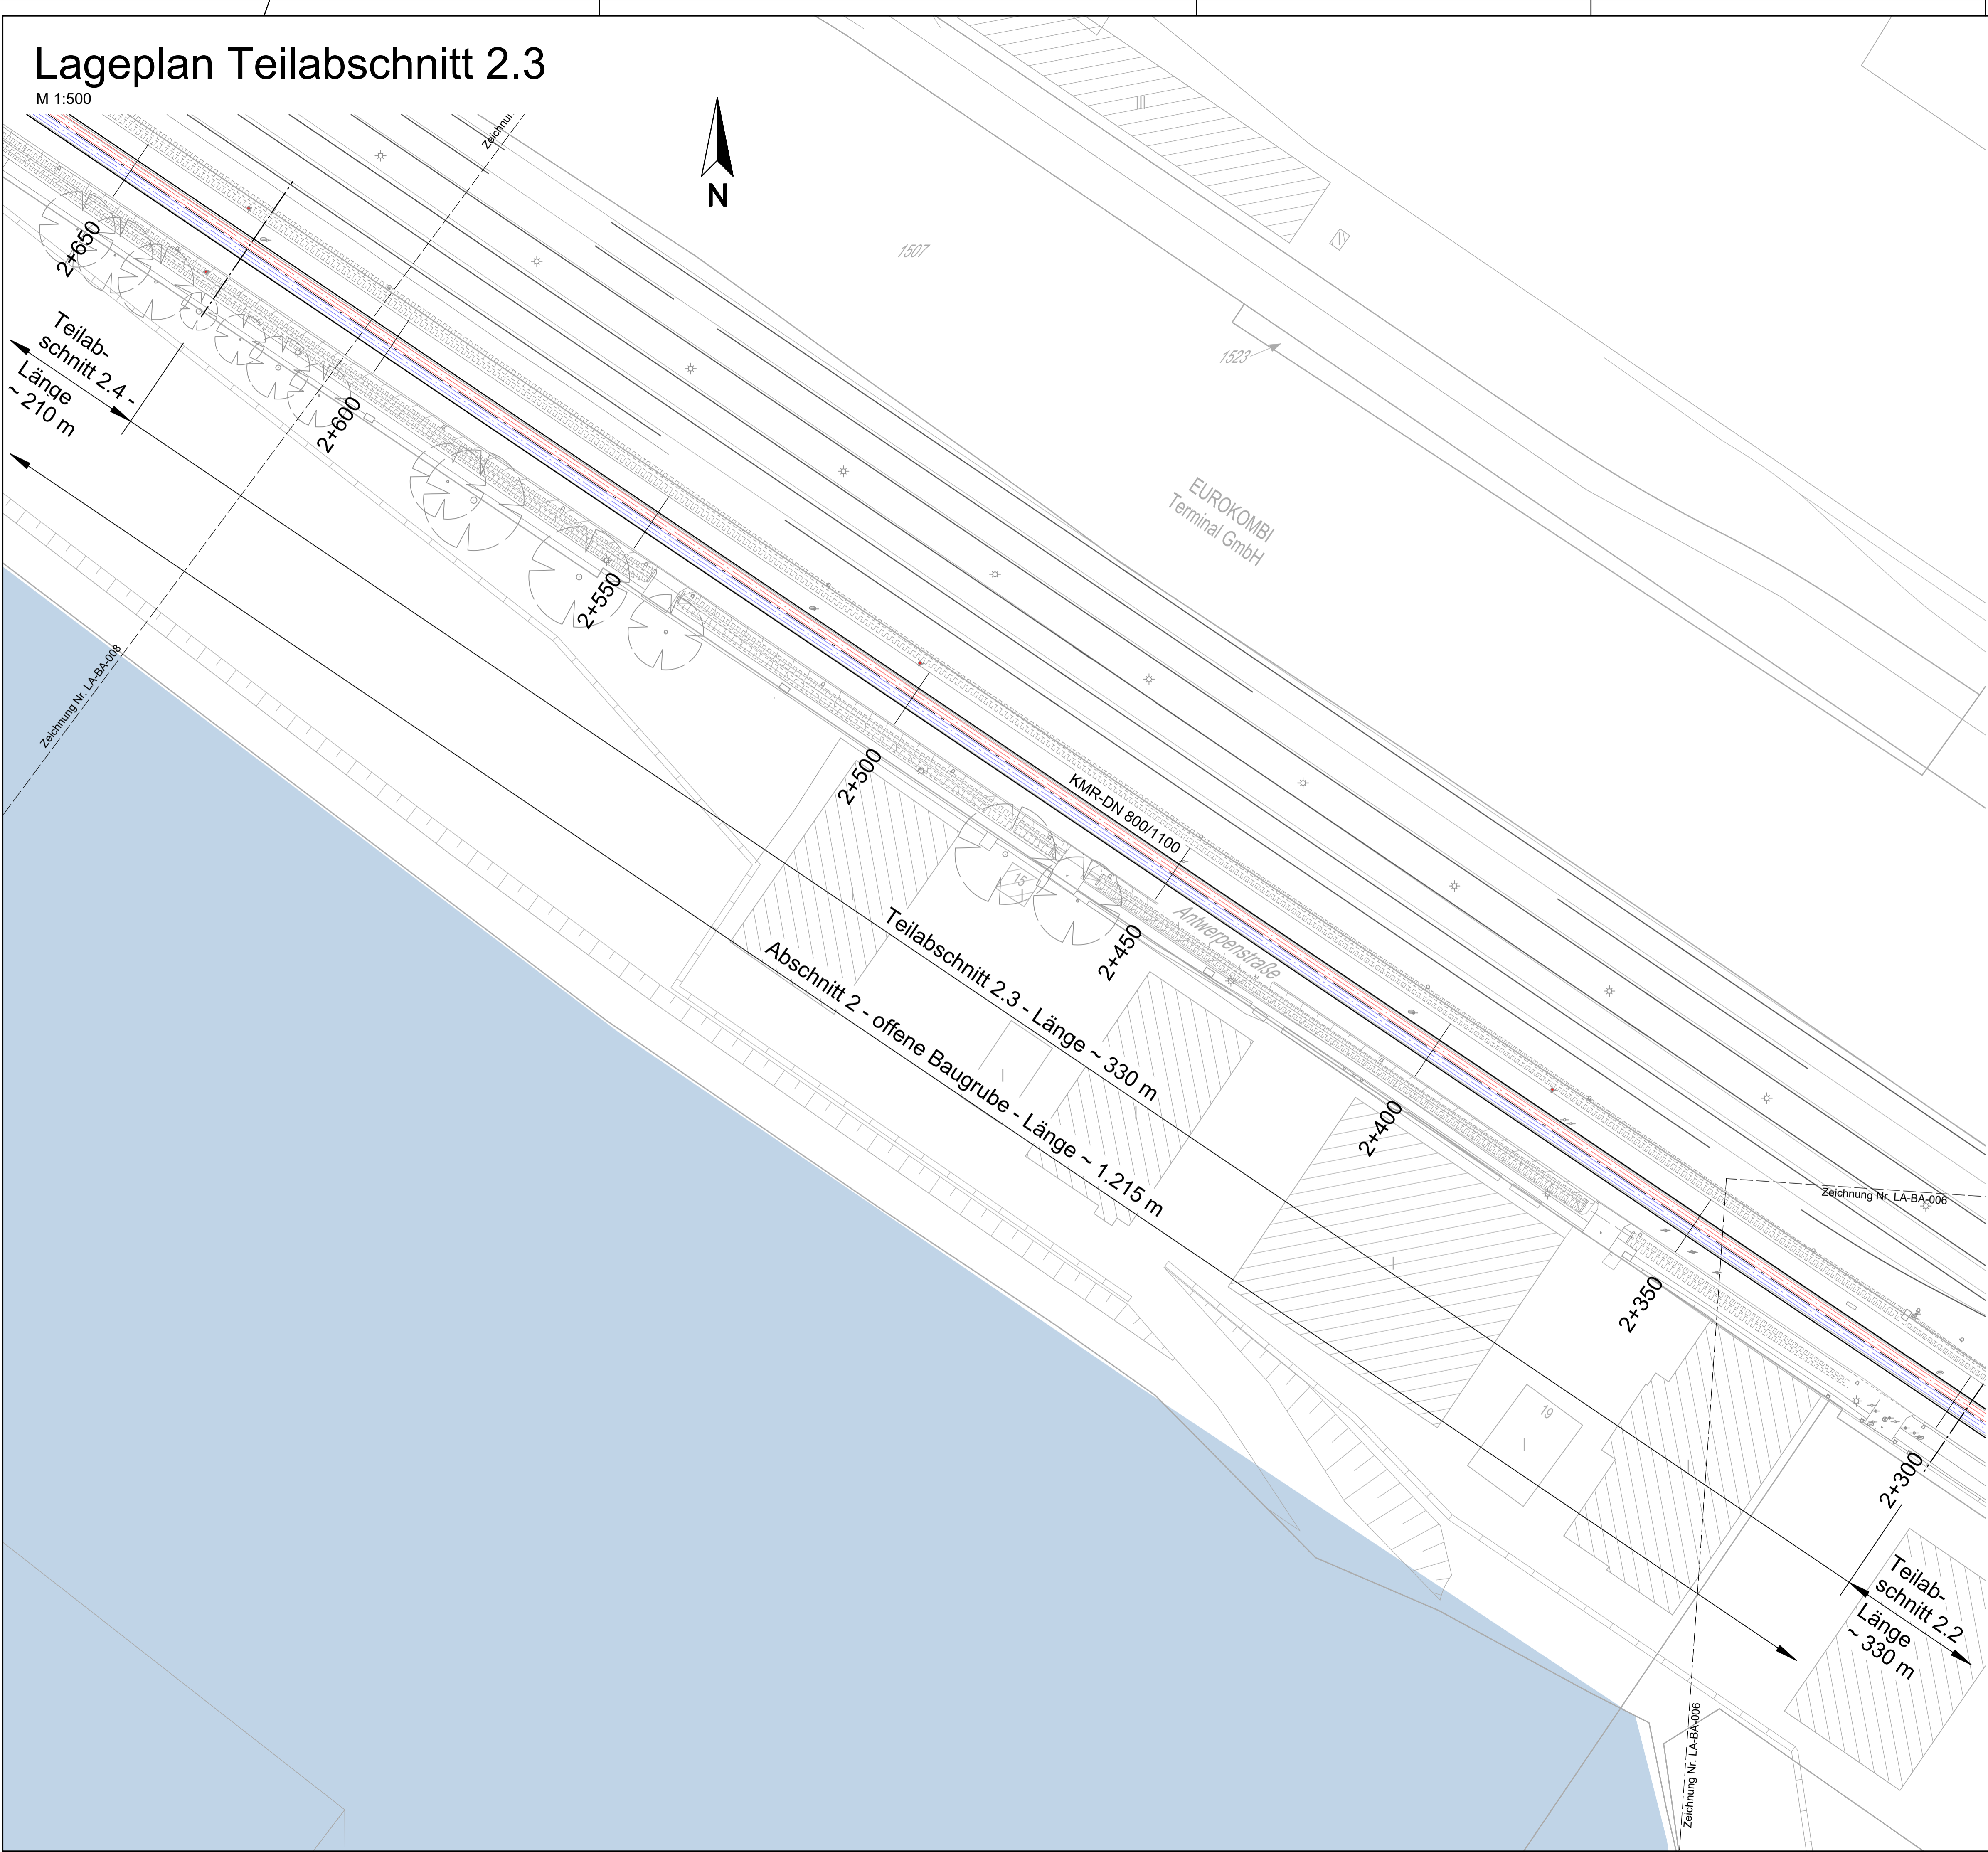 Lageplan Teilabschnitt 2.3
M 1:500
N
2+650
Teilab-
schnitt 2.4 -
Länge
~ 210 m
2+600
1507
1523
EUROKOMBI
Terminal GmbH
2+550
Zeichnung Nr. LA-BA-008
2+500
KMR-DN 800/1100
15
Antwerpenstraße
2+450
Teilabschnitt 2.3 - Länge ~ 330 m
Abschnitt 2 - offene Baugrube - Länge ~ 1.215 m
2+400
Zeichnung Nr. LA-BA-006
2+350
19
2+300
Teilab-
schnitt 2.2
Länge
~ 330 m
Zeichnung Nr. LA-BA-006